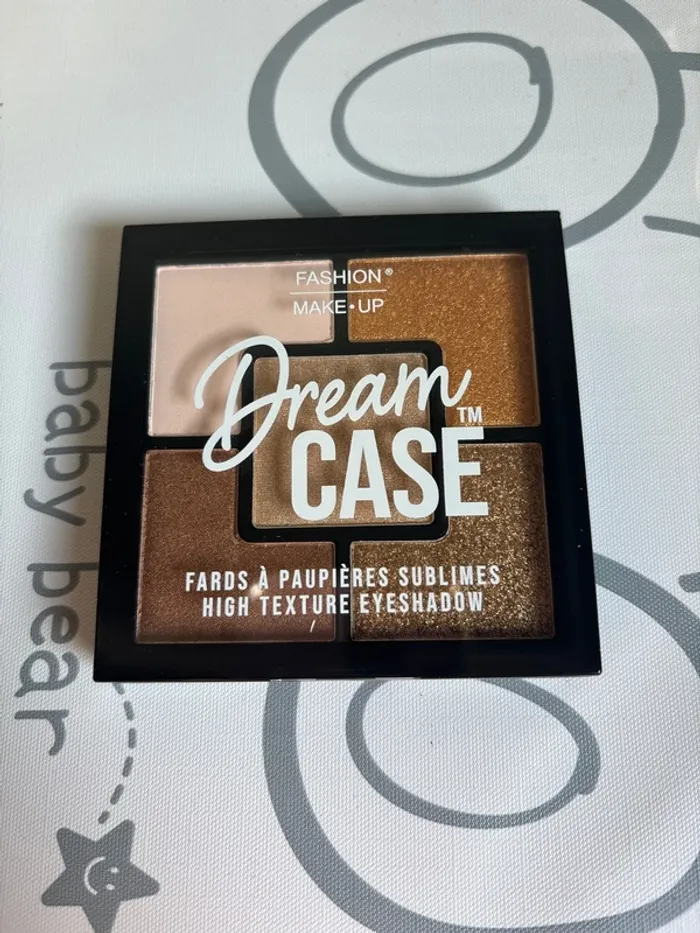 FASHION®
MAKE•UP
Dream
CASE™
FARDS À PAUPIÈRES SUBLIMES
HIGH TEXTURE EYESHADOW
baby bear